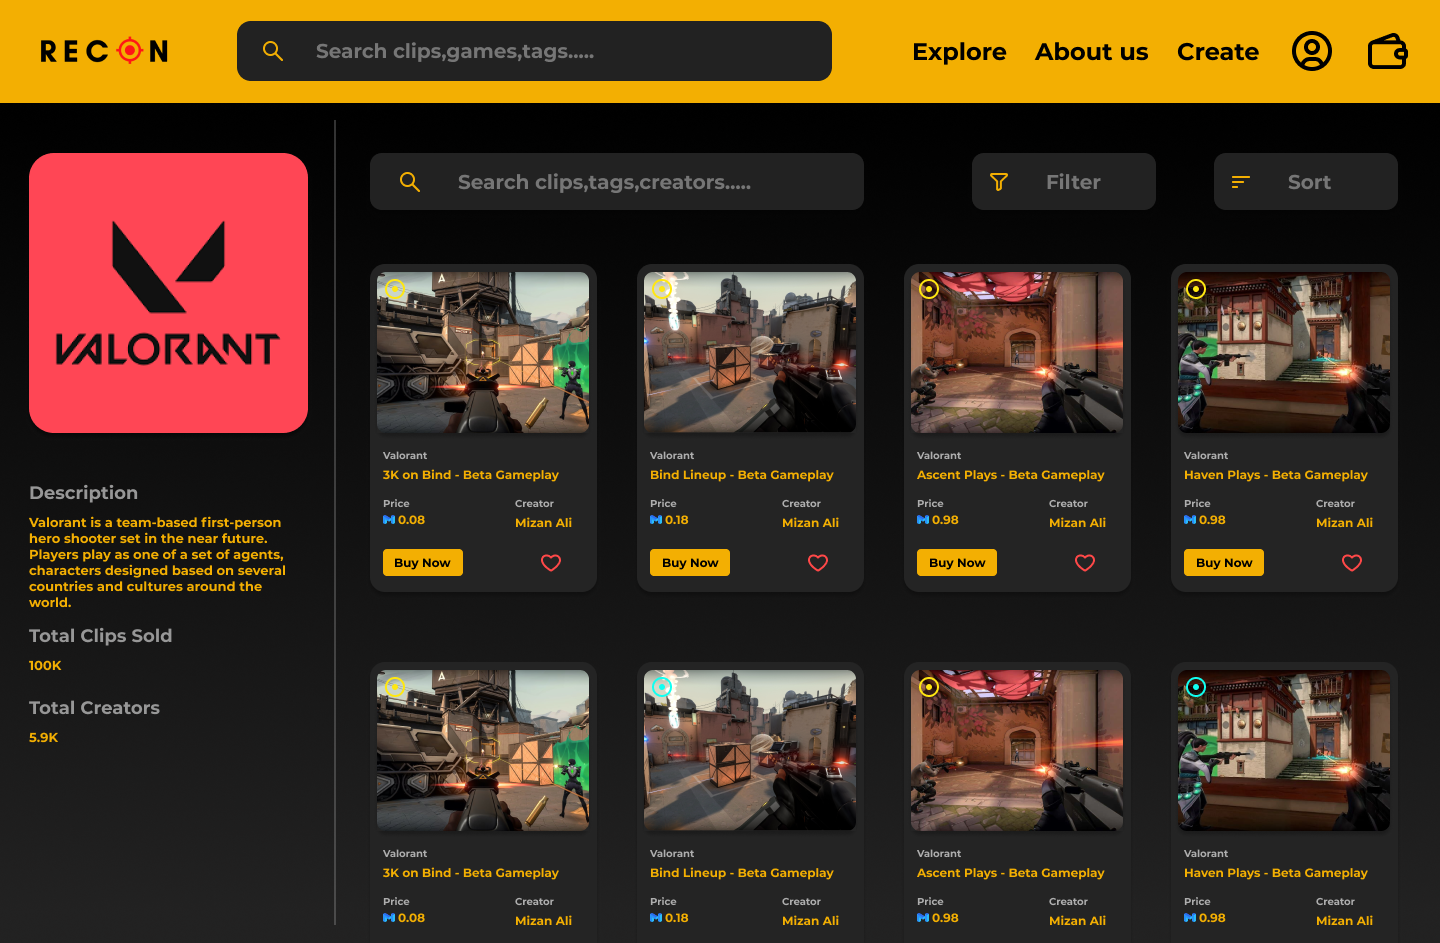 RECON
Search clips,games,tags.....
Explore
About us
Create
VALORANT
Description
Valorant is a team-based first-person
hero shooter set in the near future.
Players play as one of a set of agents,
characters designed based on several
countries and cultures around the
world.
Total Clips Sold
100K
Total Creators
5.9K
Search clips,tags,creators.....
Filter
Sort
A
Valorant
3K on Bind - Beta Gameplay
Price
Creator
0.08
Mizan Ali
Buy Now
Valorant
Bind Lineup - Beta Gameplay
Price
Creator
0.18
Mizan Ali
Buy Now
Valorant
Ascent Plays - Beta Gameplay
Price
Creator
0.98
Mizan Ali
Buy Now
Valorant
Haven Plays - Beta Gameplay
Price
Creator
0.98
Mizan Ali
Buy Now
A
Valorant
3K on Bind - Beta Gameplay
Price
Creator
0.08
Mizan Ali
Valorant
Bind Lineup - Beta Gameplay
Price
Creator
0.18
Mizan Ali
Valorant
Ascent Plays - Beta Gameplay
Price
Creator
0.98
Mizan Ali
Valorant
Haven Plays - Beta Gameplay
Price
Creator
0.98
Mizan Ali